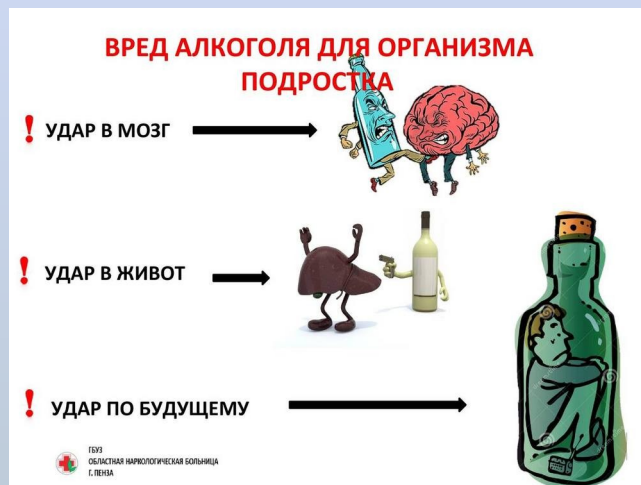 ВРЕД АЛКОГОЛЯ ДЛЯ ОРГАНИЗМА
ПОДРОСТКА
! УДАР В МОЗГ
! УДАР В ЖИВОТ
! УДАР ПО БУДУЩЕМУ
ГБУЗ
ОБЛАСТНАЯ НАРКОЛОГИЧЕСКАЯ БОЛЬНИЦА
Г. ПЕНЗА